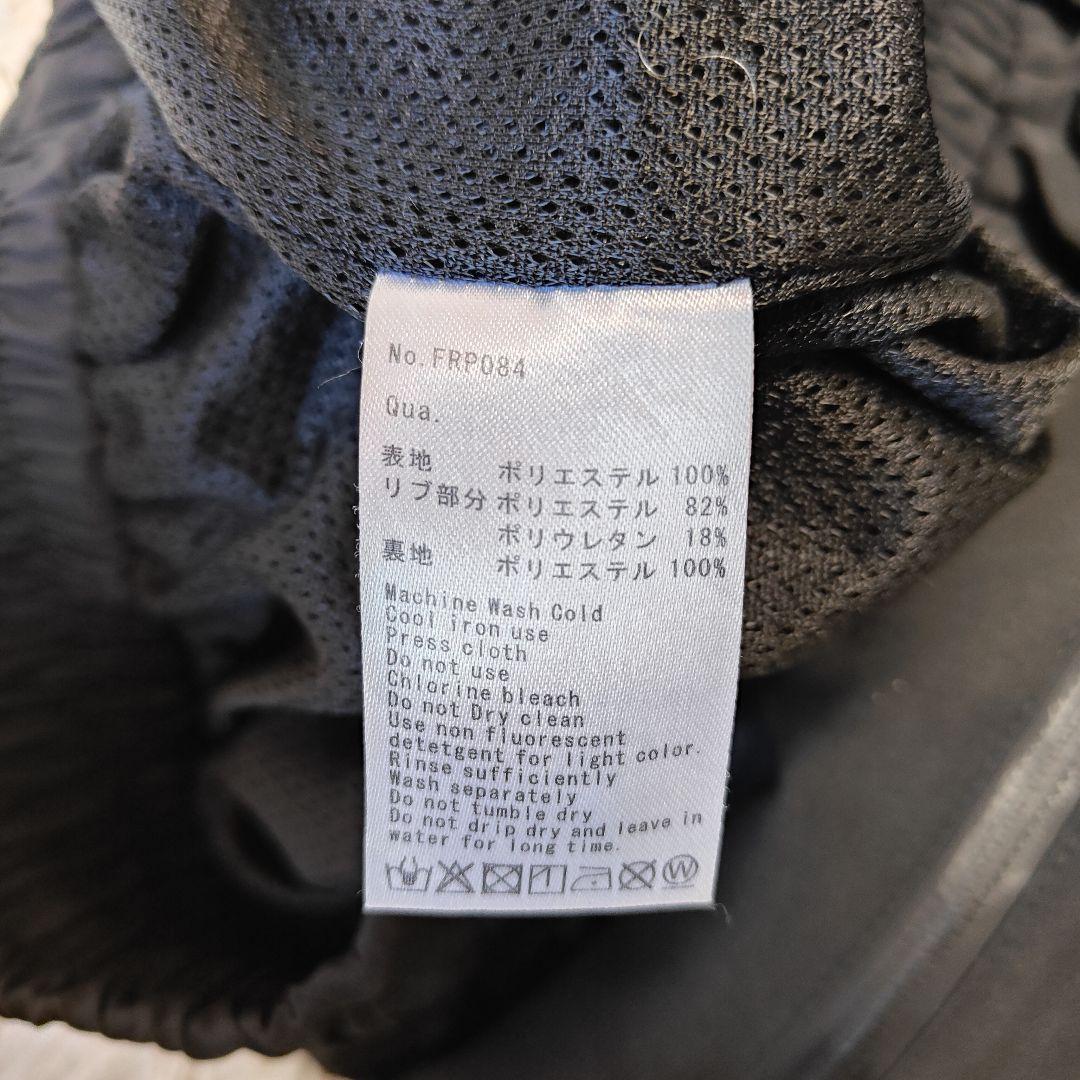 No.FRP084
Qua.
表地 ポリエステル 100%
リブ部分 ポリエステル 82%
ポリウレタン 18%
裏地 ポリエステル 100%
Machine Wash Cold
Cool iron use
Press cloth
Do not use
Chlorine bleach
Do not Dry clean
Use non fluorescent
detetgent for light color.
Rinse sufficiently
Wash separately
Do not tumble dry
Do not drip dry and leave in
water for long time.
W